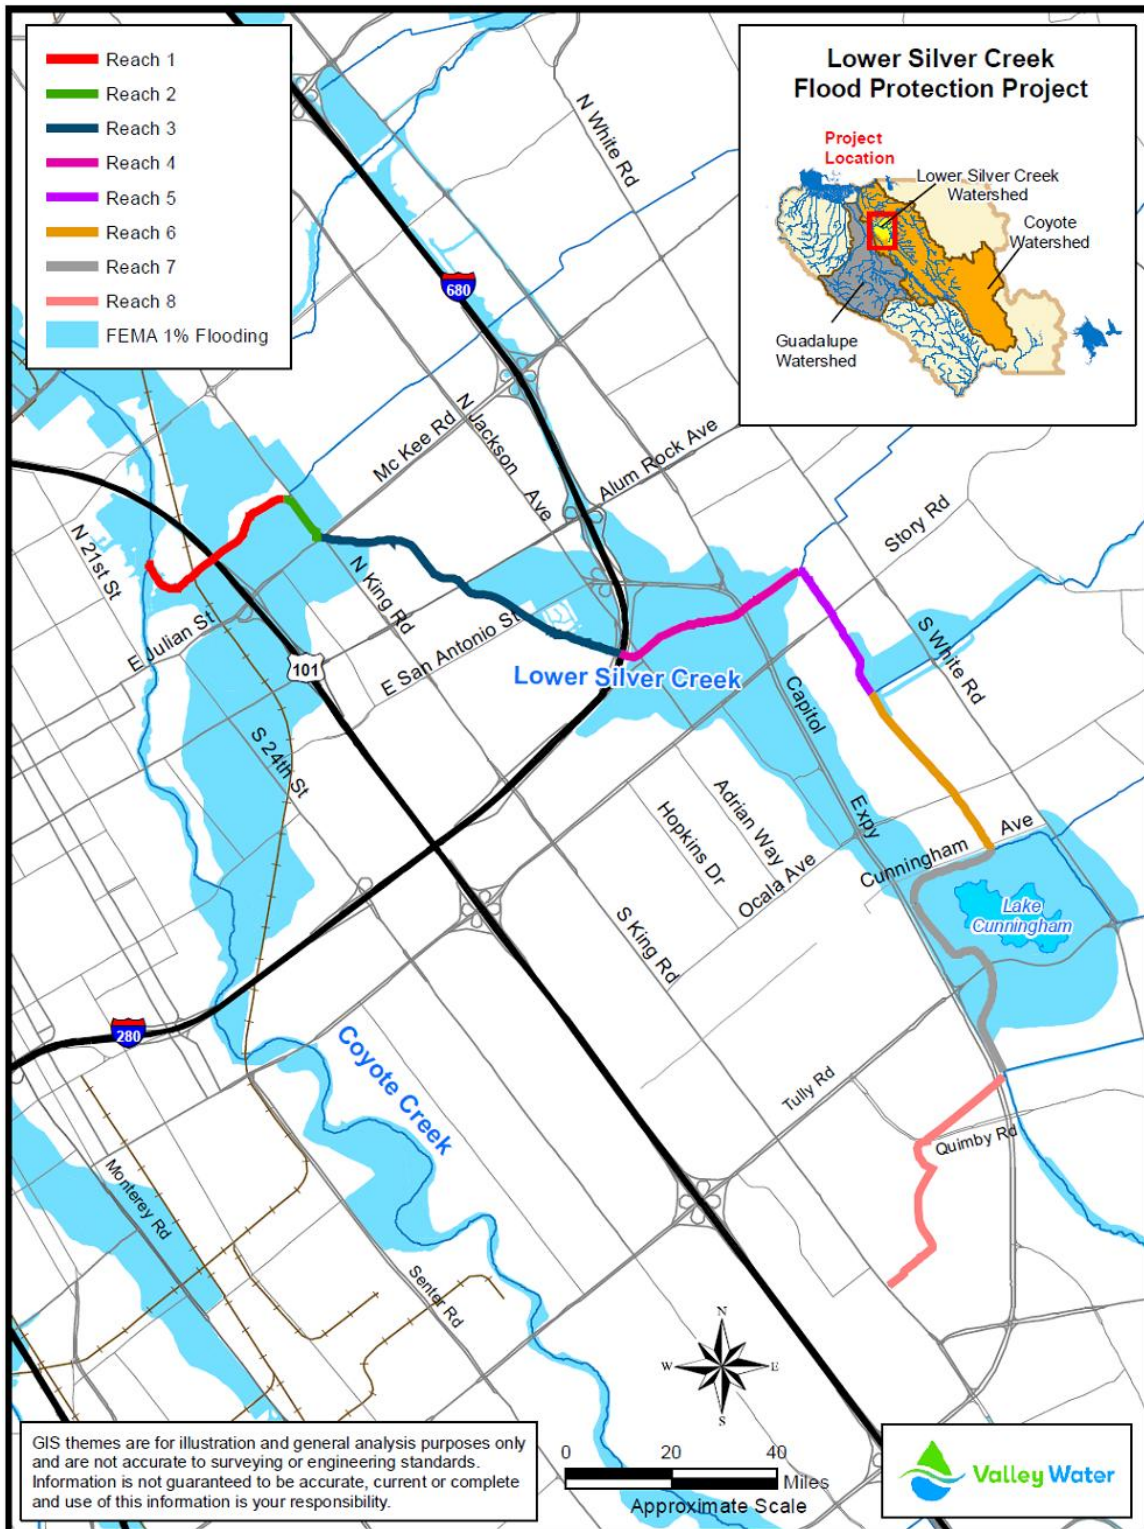 Reach 1
Reach 2
Reach 3
Reach 4
Reach 5
Reach 6
Reach 7
Reach 8
FEMA 1% Flooding
Lower Silver Creek
Flood Protection Project
Project
Location
Lower Silver Creek
Watershed
Coyote
Watershed
Guadalupe
Watershed
N White Rd
680
Mc Kee Rd
N Jackson
Ave
Alum Rock Ave
Story Rd
N 21st St
N King Rd
E Julian St
E San Antonio St
101
Lower Silver Creek
S White Rd
Capitol
Expy
S 24th St
Adrian Way
Hopkins Dr
Ocala Ave
Cunningham
Ave
Lake
Cunningham
S King Rd
280
Coyote Creek
Tully Rd
Quimby Rd
Monterey Rd
Senter Rd
N
W
E
S
GIS themes are for illustration and general analysis purposes only
and are not accurate to surveying or engineering standards.
Information is not guaranteed to be accurate, current or complete
and use of this information is your responsibility.
0 20 40
Miles
Approximate Scale
Valley Water